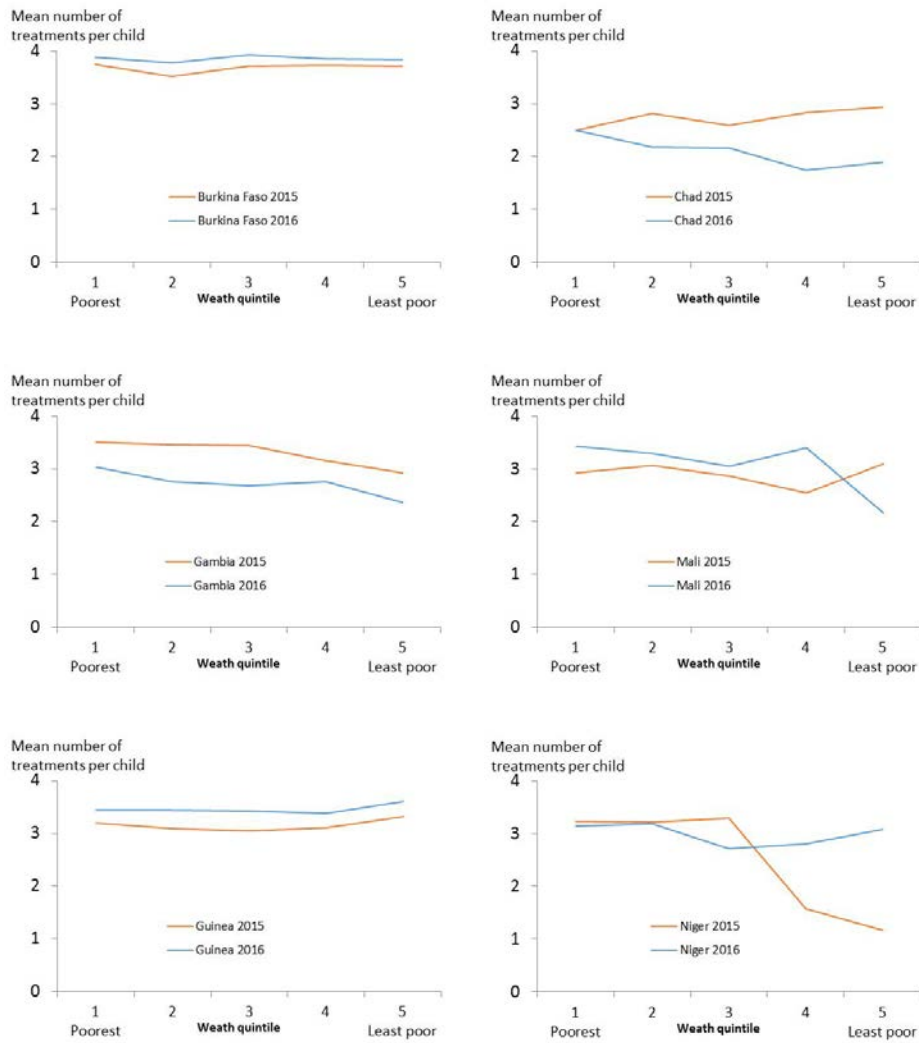 Mean number of
treatments per child
4
3
2
1
0
Burkina Faso 2015
Burkina Faso 2016
1 2 3 4 5
Poorest Weath quintile Least poor
Mean number of
treatments per child
4
3
2
1
0
Chad 2015
Chad 2016
1 2 3 4 5
Poorest Weath quintile Least poor
Mean number of
treatments per child
4
3
2
1
0
Gambia 2015
Gambia 2016
1 2 3 4 5
Poorest Weath quintile Least poor
Mean number of
treatments per child
4
3
2
1
0
Mali 2015
Mali 2016
1 2 3 4 5
Poorest Weath quintile Least poor
Mean number of
treatments per child
4
3
2
1
0
Guinea 2015
Guinea 2016
1 2 3 4 5
Poorest Weath quintile Least poor
Mean number of
treatments per child
4
3
2
1
0
Niger 2015
Niger 2016
1 2 3 4 5
Poorest Weath quintile Least poor